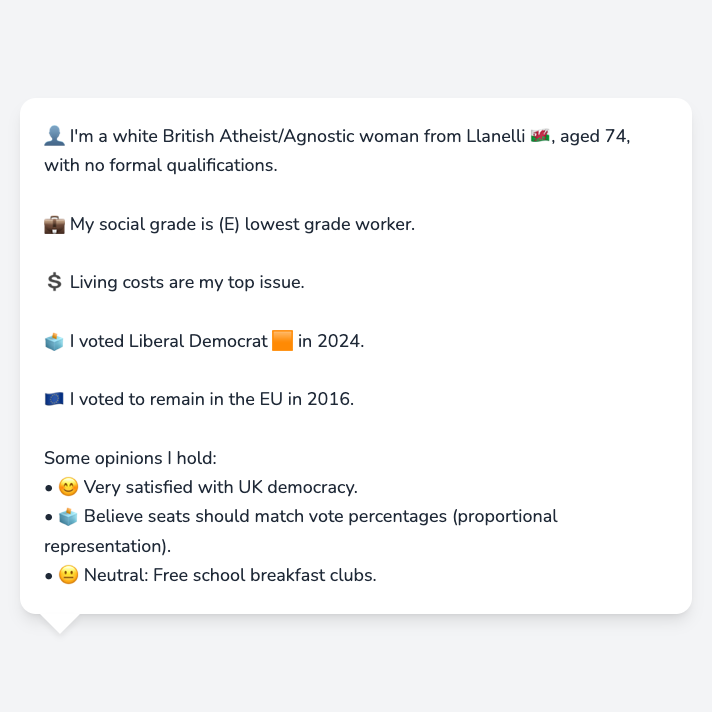 👤 I'm a white British Atheist/Agnostic woman from Llanelli 🏴󠁧󠁢󠁷󠁬󠁳󠁿, aged 74,
with no formal qualifications.
💼 My social grade is (E) lowest grade worker.
💲 Living costs are my top issue.
🗳️ I voted Liberal Democrat 🟧 in 2024.
🇪🇺 I voted to remain in the EU in 2016.
Some opinions I hold:
• 😊 Very satisfied with UK democracy.
• 🗳️ Believe seats should match vote percentages (proportional
representation).
• 😐 Neutral: Free school breakfast clubs.